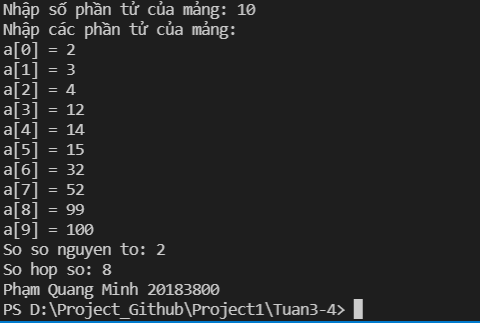 Nhập số phần tử của mảng: 10
Nhập các phần tử của mảng:
a[0] = 2
a[1] = 3
a[2] = 4
a[3] = 12
a[4] = 14
a[5] = 15
a[6] = 32
a[7] = 52
a[8] = 99
a[9] = 100
So so nguyen to: 2
So hop so: 8
Phạm Quang Minh 20183800
PS D:\Project_Github\Project1\Tuan3-4>